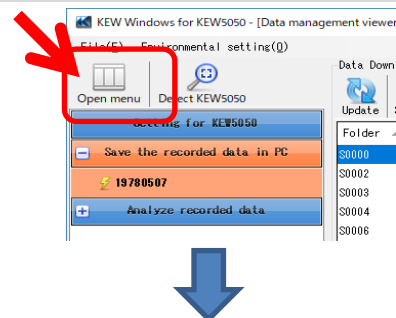 KEW Windows for KEW5050 - [Data management viewer
File(F) Environmental setting(O)
Data Down
Open menu
Detect KEW5050
Update
Setting for KEW5050
Folder
Save the recorded data in PC
S0000
19780507
S0002
S0003
Analyze recorded data
S0004
S0006